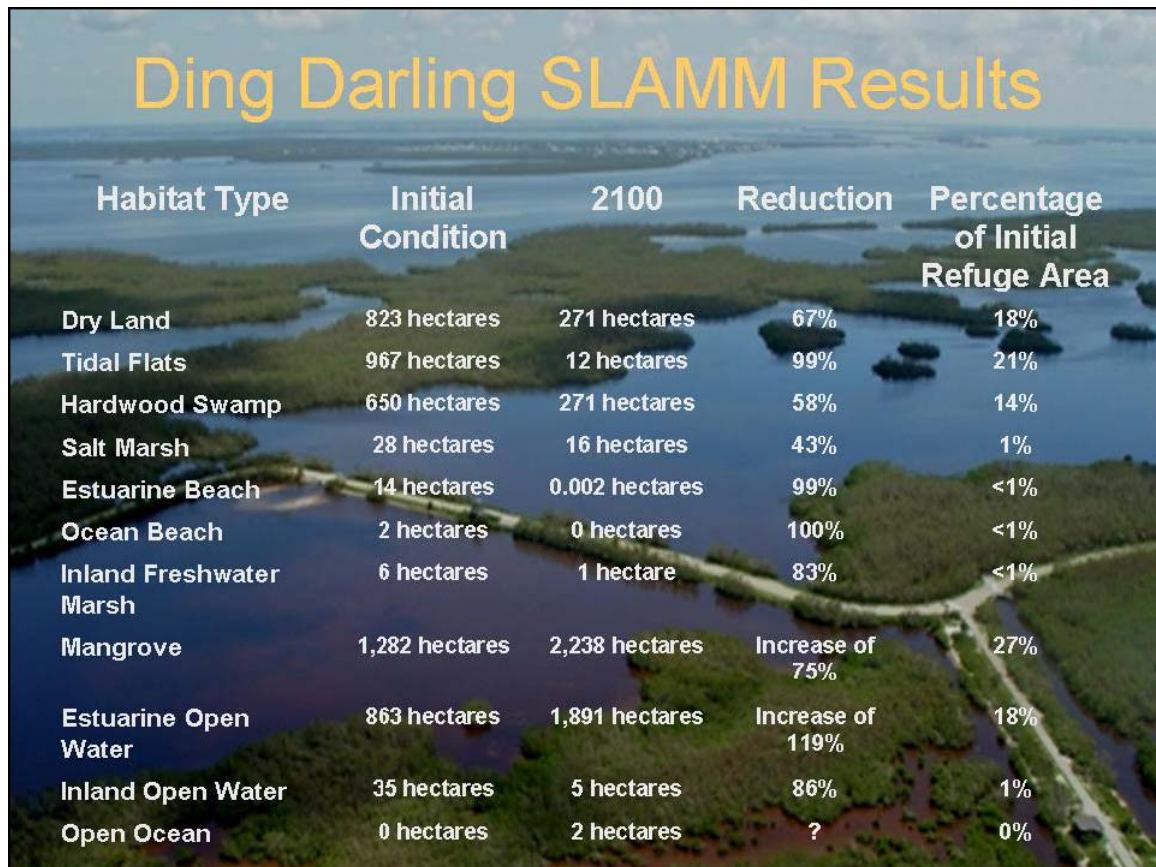 Ding Darling SLAMM Results
Habitat Type Initial Condition 2100 Reduction Percentage of Initial Refuge Area
Dry Land 823 hectares 271 hectares 67% 18%
Tidal Flats 967 hectares 12 hectares 99% 21%
Hardwood Swamp 650 hectares 271 hectares 58% 14%
Salt Marsh 28 hectares 16 hectares 43% 1%
Estuarine Beach 14 hectares 0.002 hectares 99% <1%
Ocean Beach 2 hectares 0 hectares 100% <1%
Inland Freshwater Marsh 6 hectares 1 hectare 83% <1%
Mangrove 1,282 hectares 2,238 hectares Increase of 75% 27%
Estuarine Open Water 863 hectares 1,891 hectares Increase of 119% 18%
Inland Open Water 35 hectares 5 hectares 86% 1%
Open Ocean 0 hectares 2 hectares ? 0%